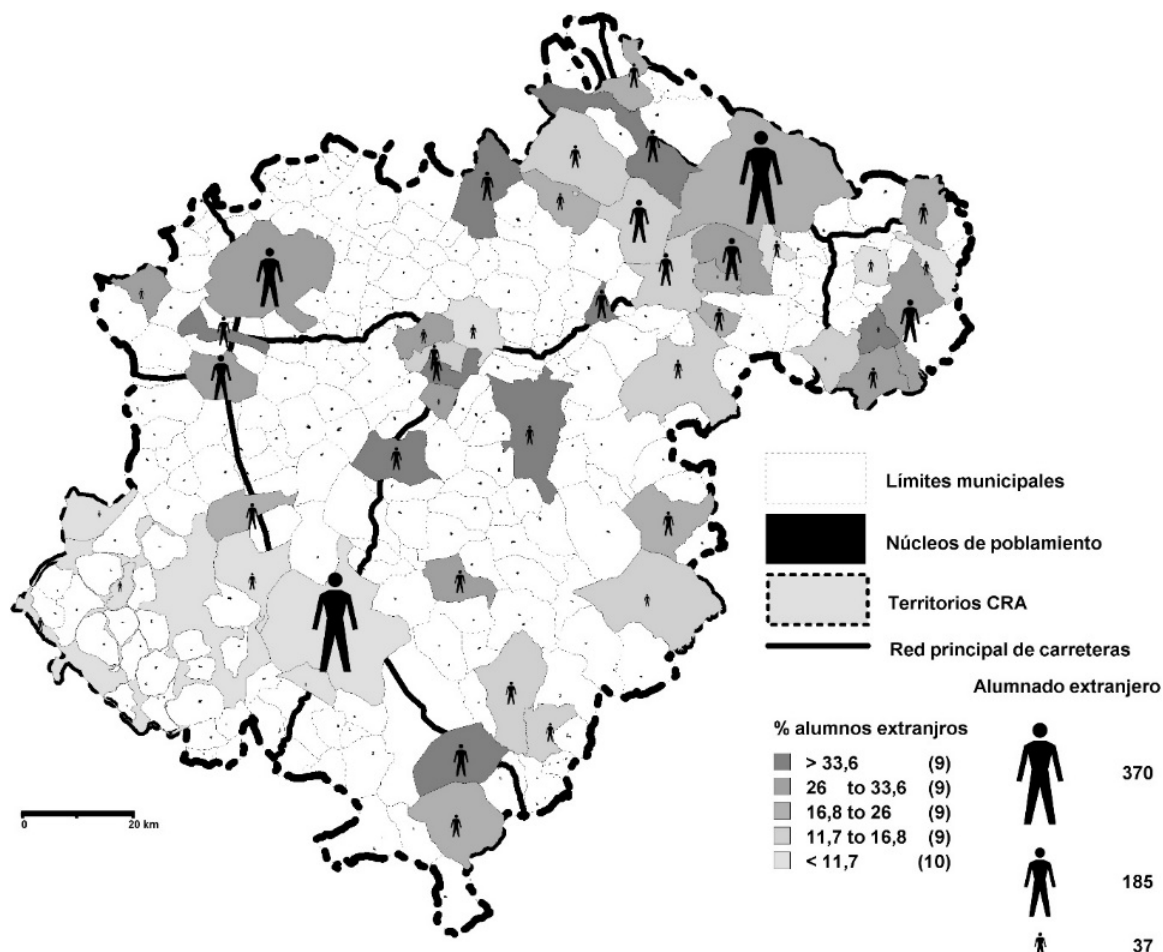 Límites municipales
Núcleos de poblamiento
Territorios CRA
Red principal de carreteras
Alumnado extranjero
% alumnos extranjros
> 33,6 (9)
26 to 33,6 (9)
16,8 to 26 (9)
11,7 to 16,8 (9)
< 11,7 (10)
370
185
37
0 20 km